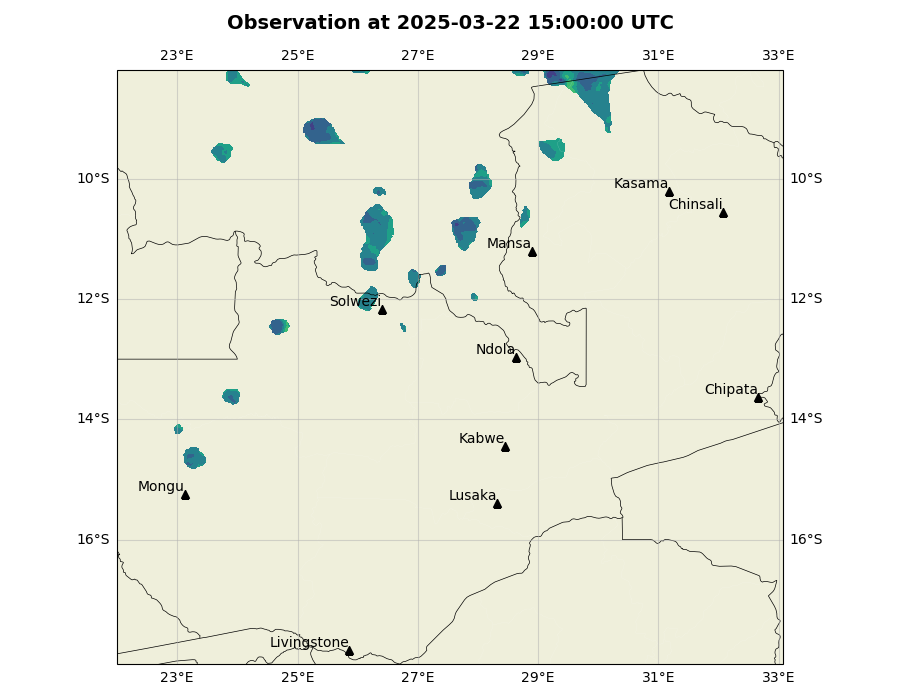 Observation at 2025-03-22 15:00:00 UTC
23°E 25°E 27°E 29°E 31°E 33°E
10°S 10°S
Kasama
Chinsali
Mansa
12°S 12°S
Solwezi
Ndola
Chipata
14°S 14°S
Kabwe
Mongu
Lusaka
16°S 16°S
Livingstone
23°E 25°E 27°E 29°E 31°E 33°E